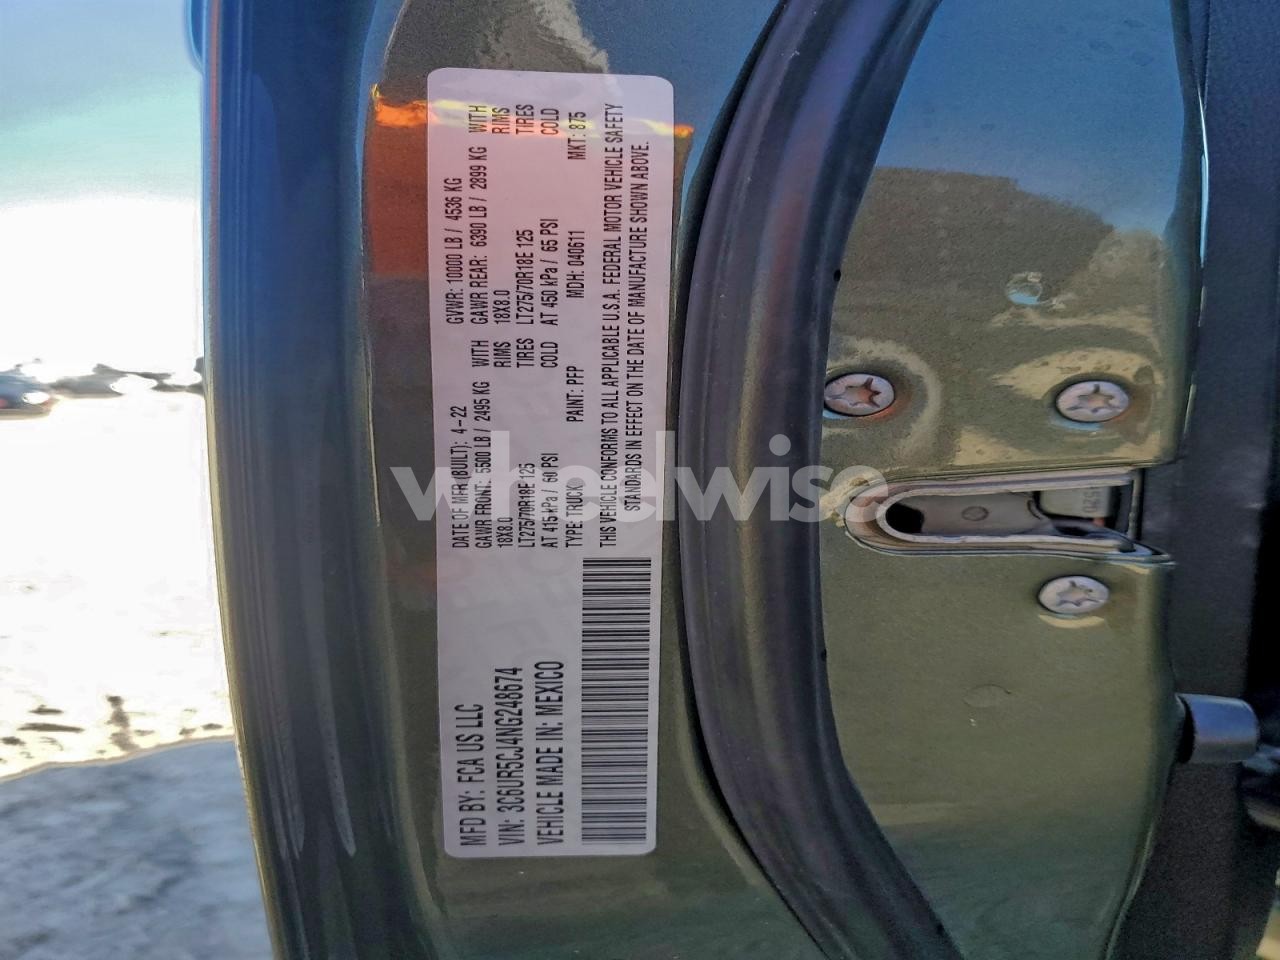 MFD BY: FCA US LLC
VIN: 3C6UR5CJ4NG248674
VEHICLE MADE IN: MEXICO
DATE OF MFR (BUILT): 4-22 GVWR: 10000 LB / 4536 KG
GAWR FRONT: 5500 LB / 2495 KG WITH GAWR REAR: 6390 LB / 2899 KG WITH
18X8.0 RIMS 18X8.0 RIMS
LT275/70R18E 125 TIRES LT275/70R18E 125 TIRES
AT 415 kPa / 60 PSI COLD AT 450 kPa / 65 PSI COLD
TYPE: TRUCK PAINT: PFP MDH: 040611 MKT: 875
THIS VEHICLE CONFORMS TO ALL APPLICABLE U.S.A. FEDERAL MOTOR VEHICLE SAFETY
STANDARDS IN EFFECT ON THE DATE OF MANUFACTURE SHOWN ABOVE.
wheelwise